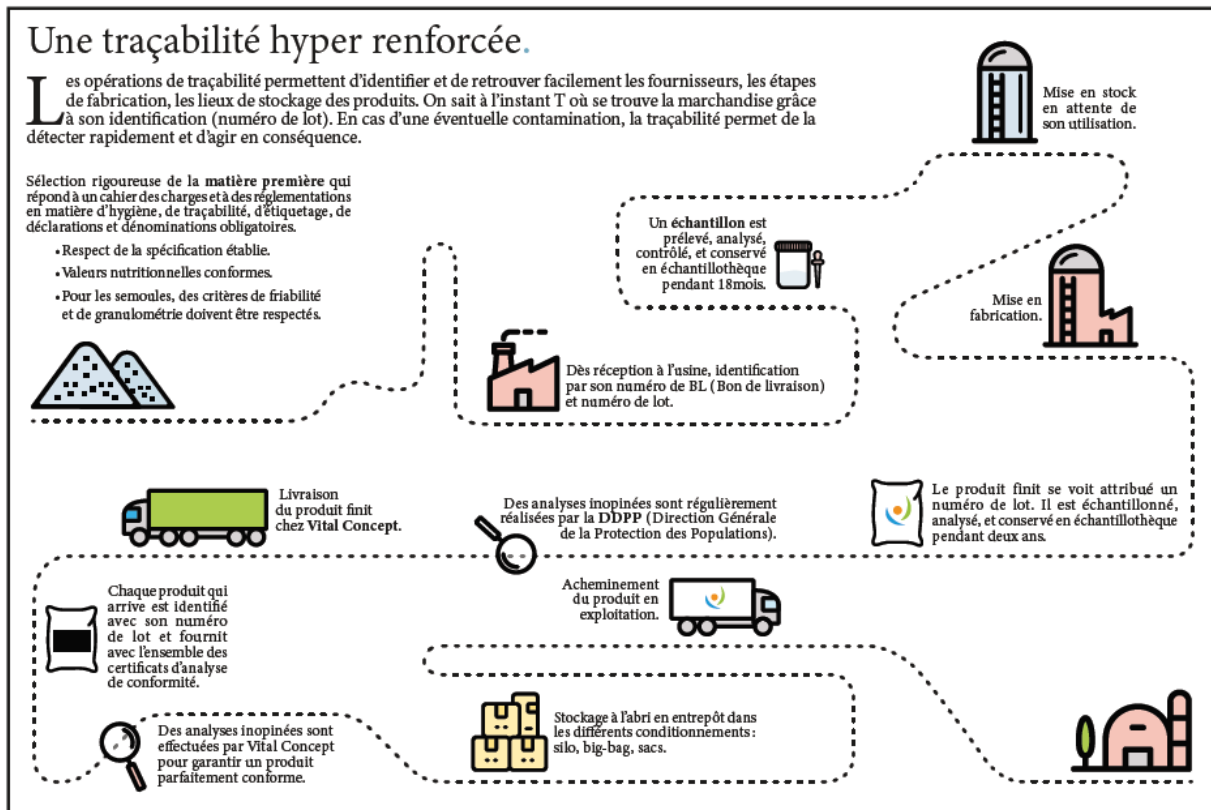 Une traçabilité hyper renforcée.
Les opérations de traçabilité permettent d'identifier et de retrouver facilement les fournisseurs, les étapes
de fabrication, les lieux de stockage des produits. On sait à l'instant T où se trouve la marchandise grâce
à son identification (numéro de lot). En cas d'une éventuelle contamination, la traçabilité permet de la
détecter rapidement et d'agir en conséquence.
Sélection rigoureuse de la matière première qui
répond à un cahier des charges et à des réglementations
en matière d'hygiène, de traçabilité, d'étiquetage, de
déclarations et dénominations obligatoires.
• Respect de la spécification établie.
• Valeurs nutritionnelles conformes.
• Pour les semoules, des critères de friabilité
et de granulométrie doivent être respectés.
Dès réception à l'usine, identification
par son numéro de BL (Bon de livraison)
et numéro de lot.
Un échantillon est
prélevé, analysé,
contrôlé, et conservé
en échantillothèque
pendant 18mois.
Mise en stock
en attente de
son utilisation.
Mise en
fabrication.
Le produit finit se voit attribué un
numéro de lot. Il est échantillonné,
analysé, et conservé en échantillothèque
pendant deux ans.
Des analyses inopinées sont régulièrement
réalisées par la DDPP (Direction Générale
de la Protection des Populations).
Livraison
du produit finit
chez Vital Concept.
Chaque produit qui
arrive est identifié
avec son numéro
de lot et fournit
avec l'ensemble des
certificats d'analyse
de conformité.
Des analyses inopinées sont
effectuées par Vital Concept
pour garantir un produit
parfaitement conforme.
Stockage à l'abri en entrepôt dans
les différents conditionnements :
silo, big-bag, sacs.
Acheminement
du produit en
exploitation.